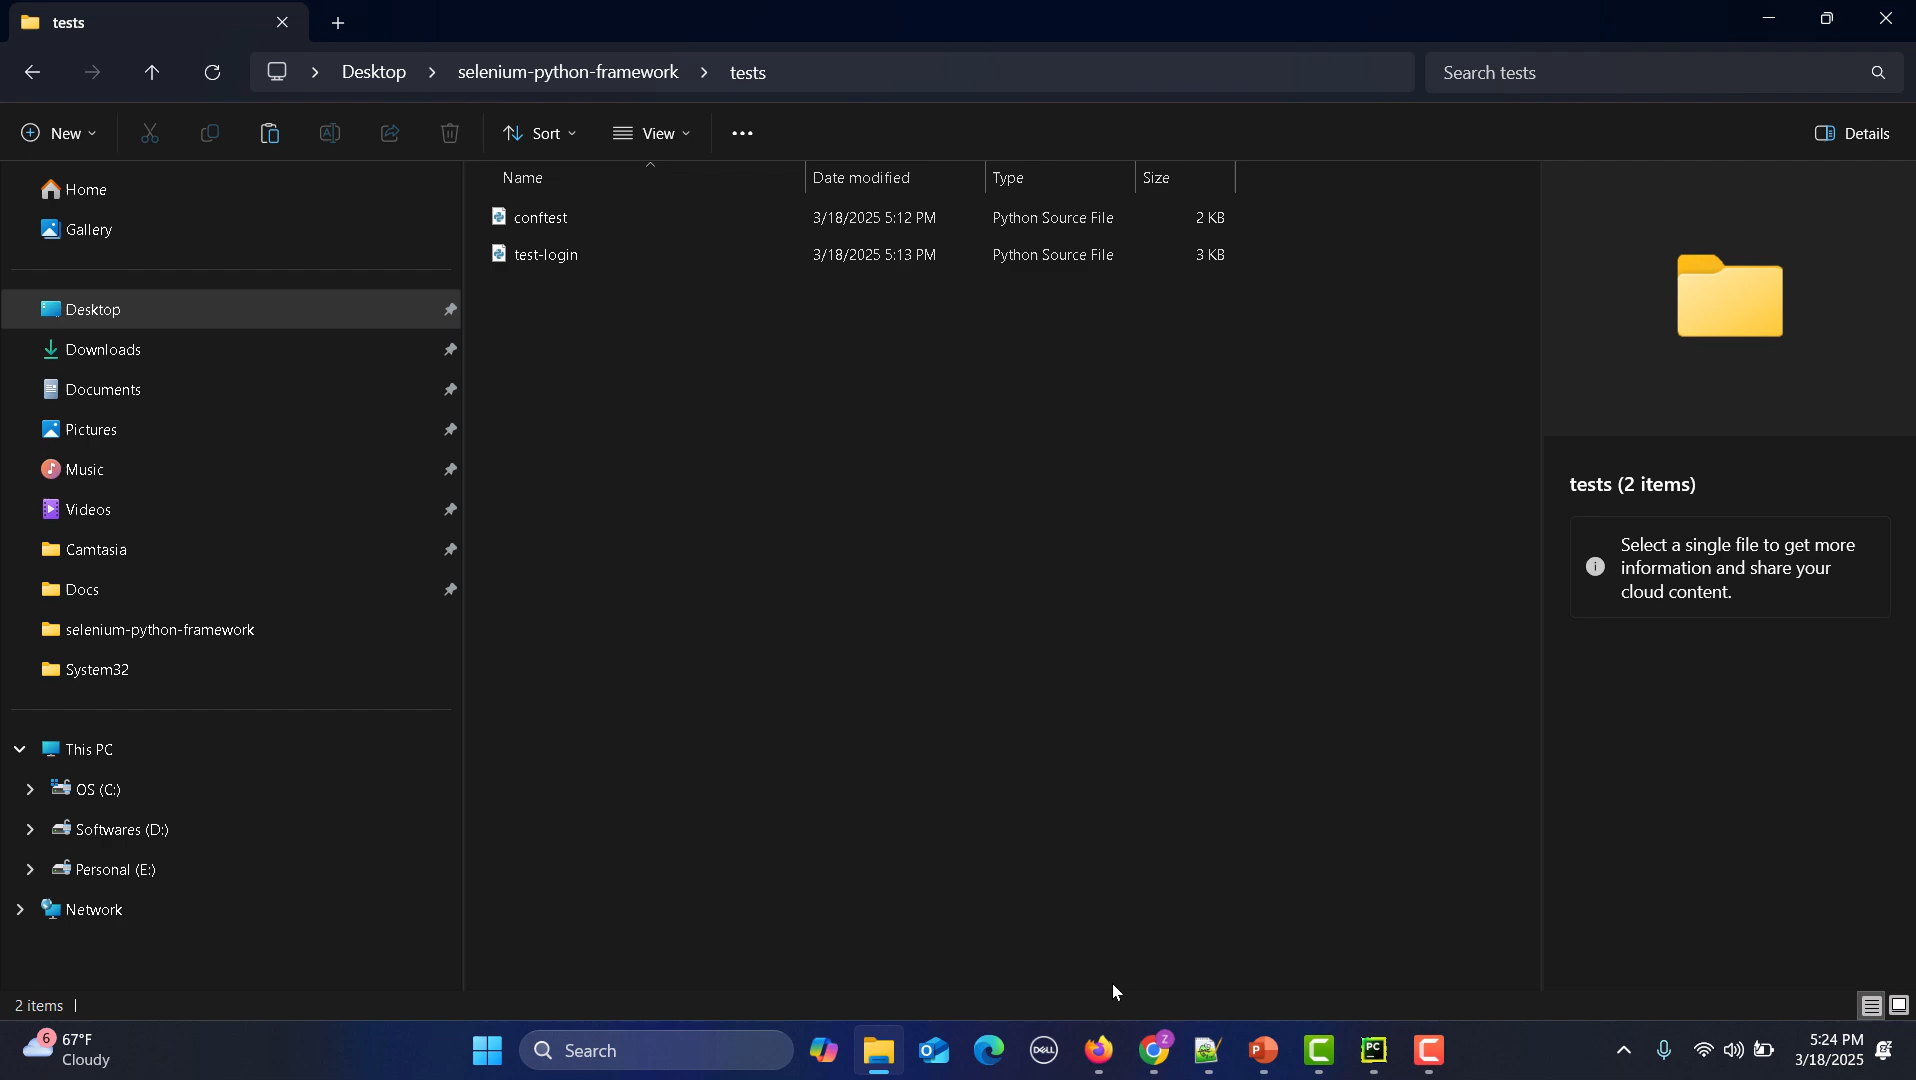 tests
Desktop
selenium-python-framework
tests
Search tests
New
Sort
View
Details
Home
Gallery
Desktop
Downloads
Documents
Pictures
Music
Videos
Camtasia
Docs
selenium-python-framework
System32
This PC
OS (C:)
Softwares (D:)
Personal (E:)
Network
Name Date modified Type Size
conftest 3/18/2025 5:12 PM Python Source File 2 KB
test-login 3/18/2025 5:13 PM Python Source File 3 KB
tests (2 items)
Select a single file to get more
information and share your
cloud content.
2 items
6
67°F
Cloudy
Search
DELL
Z
PC
5:24 PM
3/18/2025